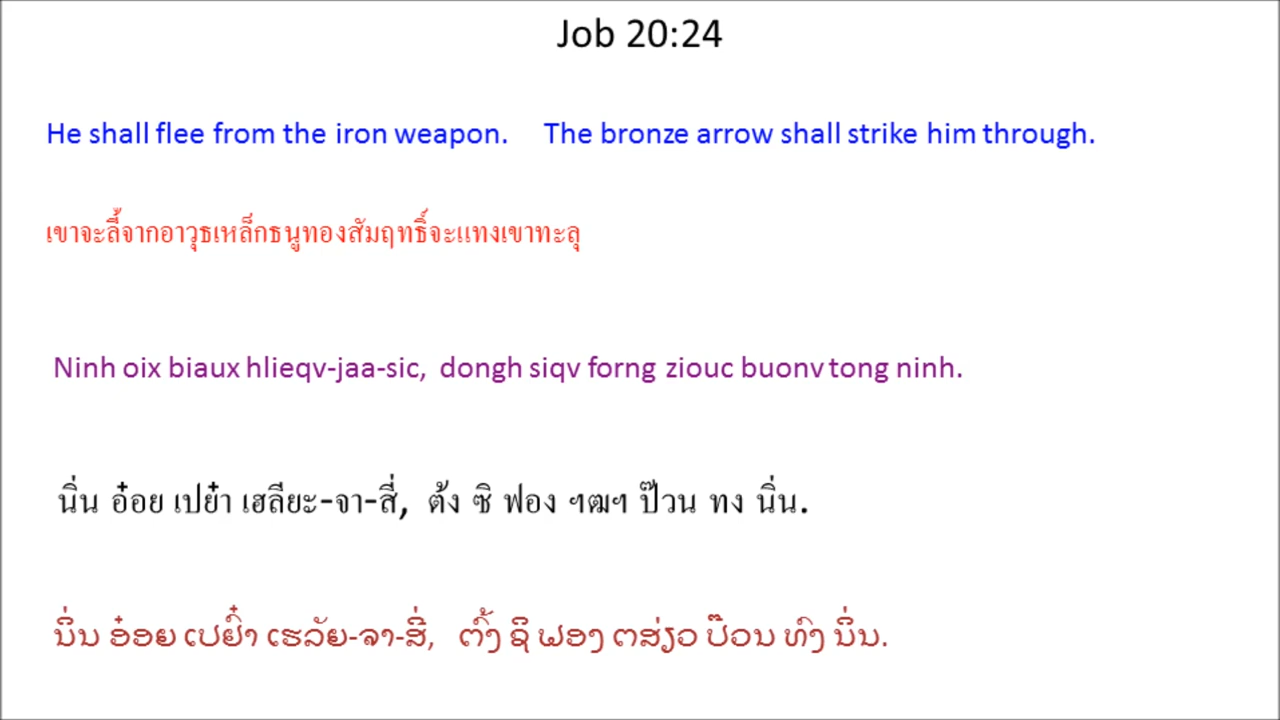 Job 20:24
He shall flee from the iron weapon. The bronze arrow shall strike him through.
เขาจะลี้จากอาวุธเหล็กธนูทองสัมฤทธิ์จะแทงเขาทะลุ
Ninh oix biaux hlieqv-jaa-sic, dongh siqv forng ziouc buonv tong ninh.
นิ่น อ๋อย เปย๋า เฮลียะ-จา-สี่, ต้ง ซิ ฟอง ฯฒฯ ป๊วน ทง นิ่น.
ນິ່ນ ອ໋ອຍ ເປຢົ໋າ ເຮລັຍ-ຈາ-ສີ່, ຕົ້ງ ຊິ ຟອງ ຕສ່ຽວ ປ໊ວນ ທົງ ນິ່ນ.